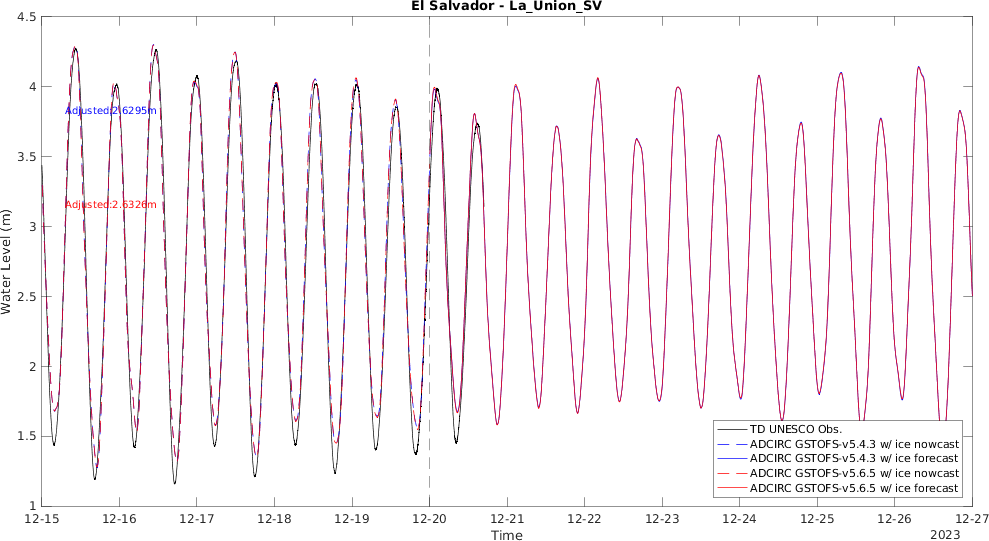 El Salvador - La_Union_SV
4.5
4
3.5
3
2.5
2
1.5
1
Water Level (m)
Adjusted:2.6295m
Adjusted:2.6326m
TD UNESCO Obs.
ADCIRC GSTOFS-v5.4.3 w/ ice nowcast
ADCIRC GSTOFS-v5.4.3 w/ ice forecast
ADCIRC GSTOFS-v5.6.5 w/ ice nowcast
ADCIRC GSTOFS-v5.6.5 w/ ice forecast
12-15 12-16 12-17 12-18 12-19 12-20 12-21 12-22 12-23 12-24 12-25 12-26 12-27
Time
2023